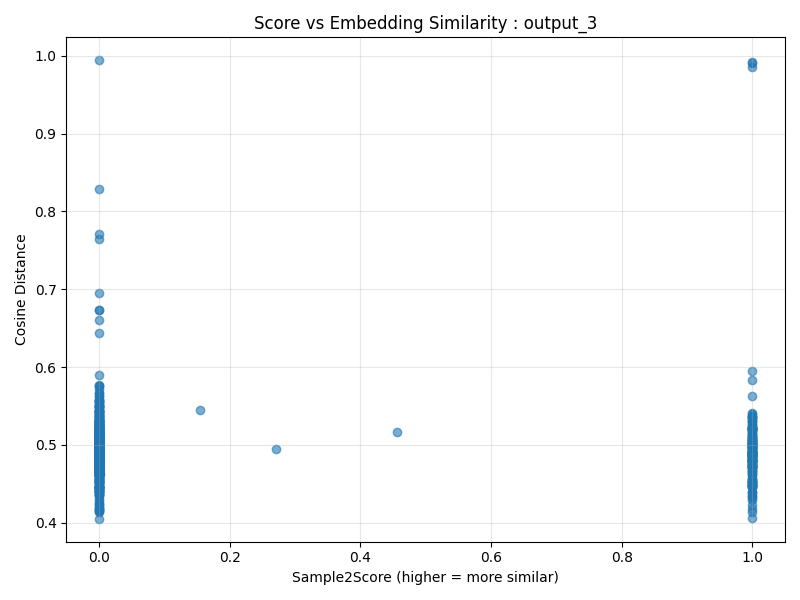 Score vs Embedding Similarity : output_3
1.0
0.9
0.8
0.7
0.6
0.5
0.4
Cosine Distance
0.0 0.2 0.4 0.6 0.8 1.0
Sample2Score (higher = more similar)